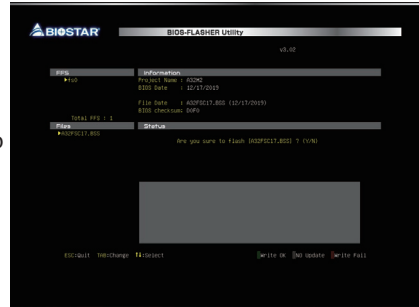 BIOSTAR
BIOS-FLASHER Utility
v3.02
FFS
▶fs0
Total FFS : 1
Information
Project Name : A32M2
BIOS Date : 12/17/2019
File Date : A32FSC17.BSS (12/17/2019)
BIOS checksum: D0F0
Files
▶A32FSC17.BSS
Status
Are you sure to flash [A32FSC17.BSS] ? (Y/N)
ESC:Quit TAB:Change ↑↓:Select
Write OK NO Update Write Fail